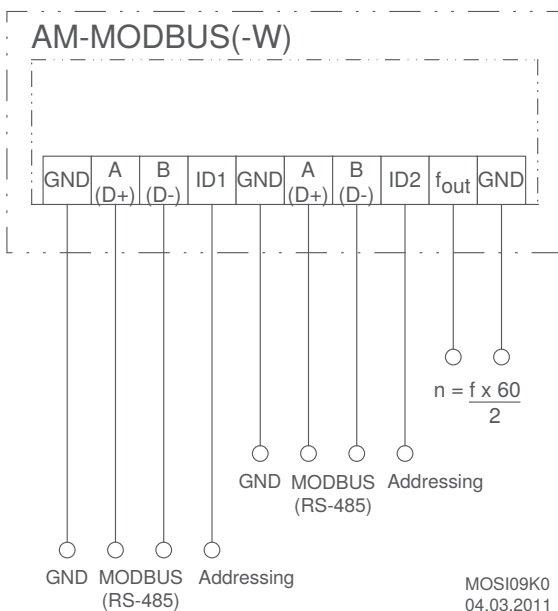 AM-MODBUS(-W)
GND A (D+) B (D-) ID1 GND A (D+) B (D-) ID2 fout GND
n = f x 60
2
GND MODBUS Addressing
(RS-485)
GND MODBUS Addressing
(RS-485)
MOSI09K0
04.03.2011